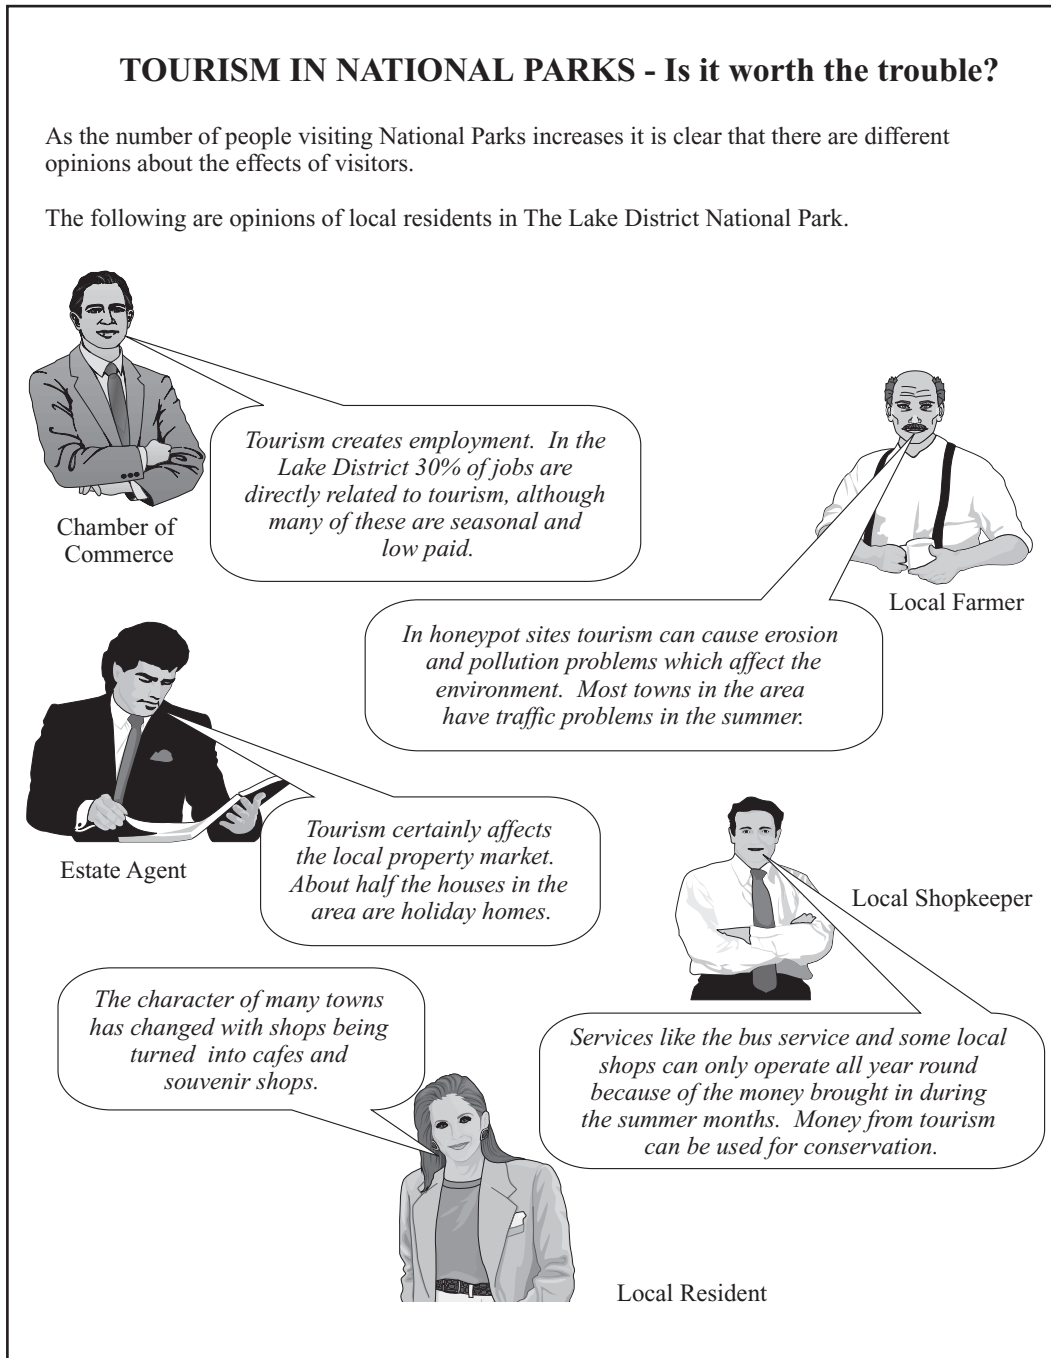 TOURISM IN NATIONAL PARKS - Is it worth the trouble?
As the number of people visiting National Parks increases it is clear that there are different
opinions about the effects of visitors.
The following are opinions of local residents in The Lake District National Park.
Tourism creates employment. In the
Lake District 30% of jobs are
directly related to tourism, although
many of these are seasonal and
low paid.
Chamber of
Commerce
Local Farmer
In honeypot sites tourism can cause erosion
and pollution problems which affect the
environment. Most towns in the area
have traffic problems in the summer.
Tourism certainly affects
the local property market.
About half the houses in the
area are holiday homes.
Estate Agent
Local Shopkeeper
The character of many towns
has changed with shops being
turned into cafes and
souvenir shops.
Services like the bus service and some local
shops can only operate all year round
because of the money brought in during
the summer months. Money from tourism
can be used for conservation.
Local Resident